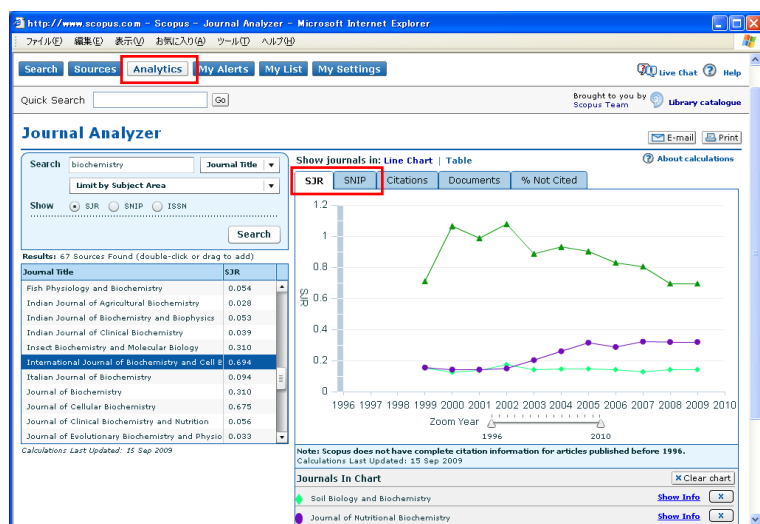 http://www.scopus.com - Scopus - Journal Analyzer - Microsoft Internet Explorer
ファイル(F) 編集(E) 表示(V) お気に入り(A) ツール(T) ヘルプ(H)
Search Sources Analytics My Alerts My List My Settings Live Chat Help
Quick Search Go Brought to you by Scopus Team Library catalogue
Journal Analyzer E-mail Print
Search biochemistry Journal Title
Limit by Subject Area
Show SJR SNIP ISSN
Search
Results: 67 Sources Found (double-click or drag to add)
Journal Title SJR
Fish Physiology and Biochemistry 0.054
Indian Journal of Agricultural Biochemistry 0.028
Indian Journal of Biochemistry and Biophysics 0.053
Indian Journal of Clinical Biochemistry 0.039
Insect Biochemistry and Molecular Biology 0.310
International Journal of Biochemistry and Cell B 0.694
Italian Journal of Biochemistry 0.094
Journal of Biochemistry 0.310
Journal of Cellular Biochemistry 0.675
Journal of Clinical Biochemistry and Nutrition 0.056
Journal of Evolutionary Biochemistry and Physio 0.033
Calculations Last Updated: 15 Sep 2009
Show journals in: Line Chart | Table About calculations
SJR SNIP Citations Documents % Not Cited
1.2
1
0.8
0.6
0.4
0.2
0
SJR
1996 1997 1998 1999 2000 2001 2002 2003 2004 2005 2006 2007 2008 2009 2010
Zoom Year
1996 2010
Note: Scopus does not have complete citation information for articles published before 1996.
Calculations Last Updated: 15 Sep 2009
Journals In Chart × Clear chart
Soil Biology and Biochemistry Show Info ×
Journal of Nutritional Biochemistry Show Info ×